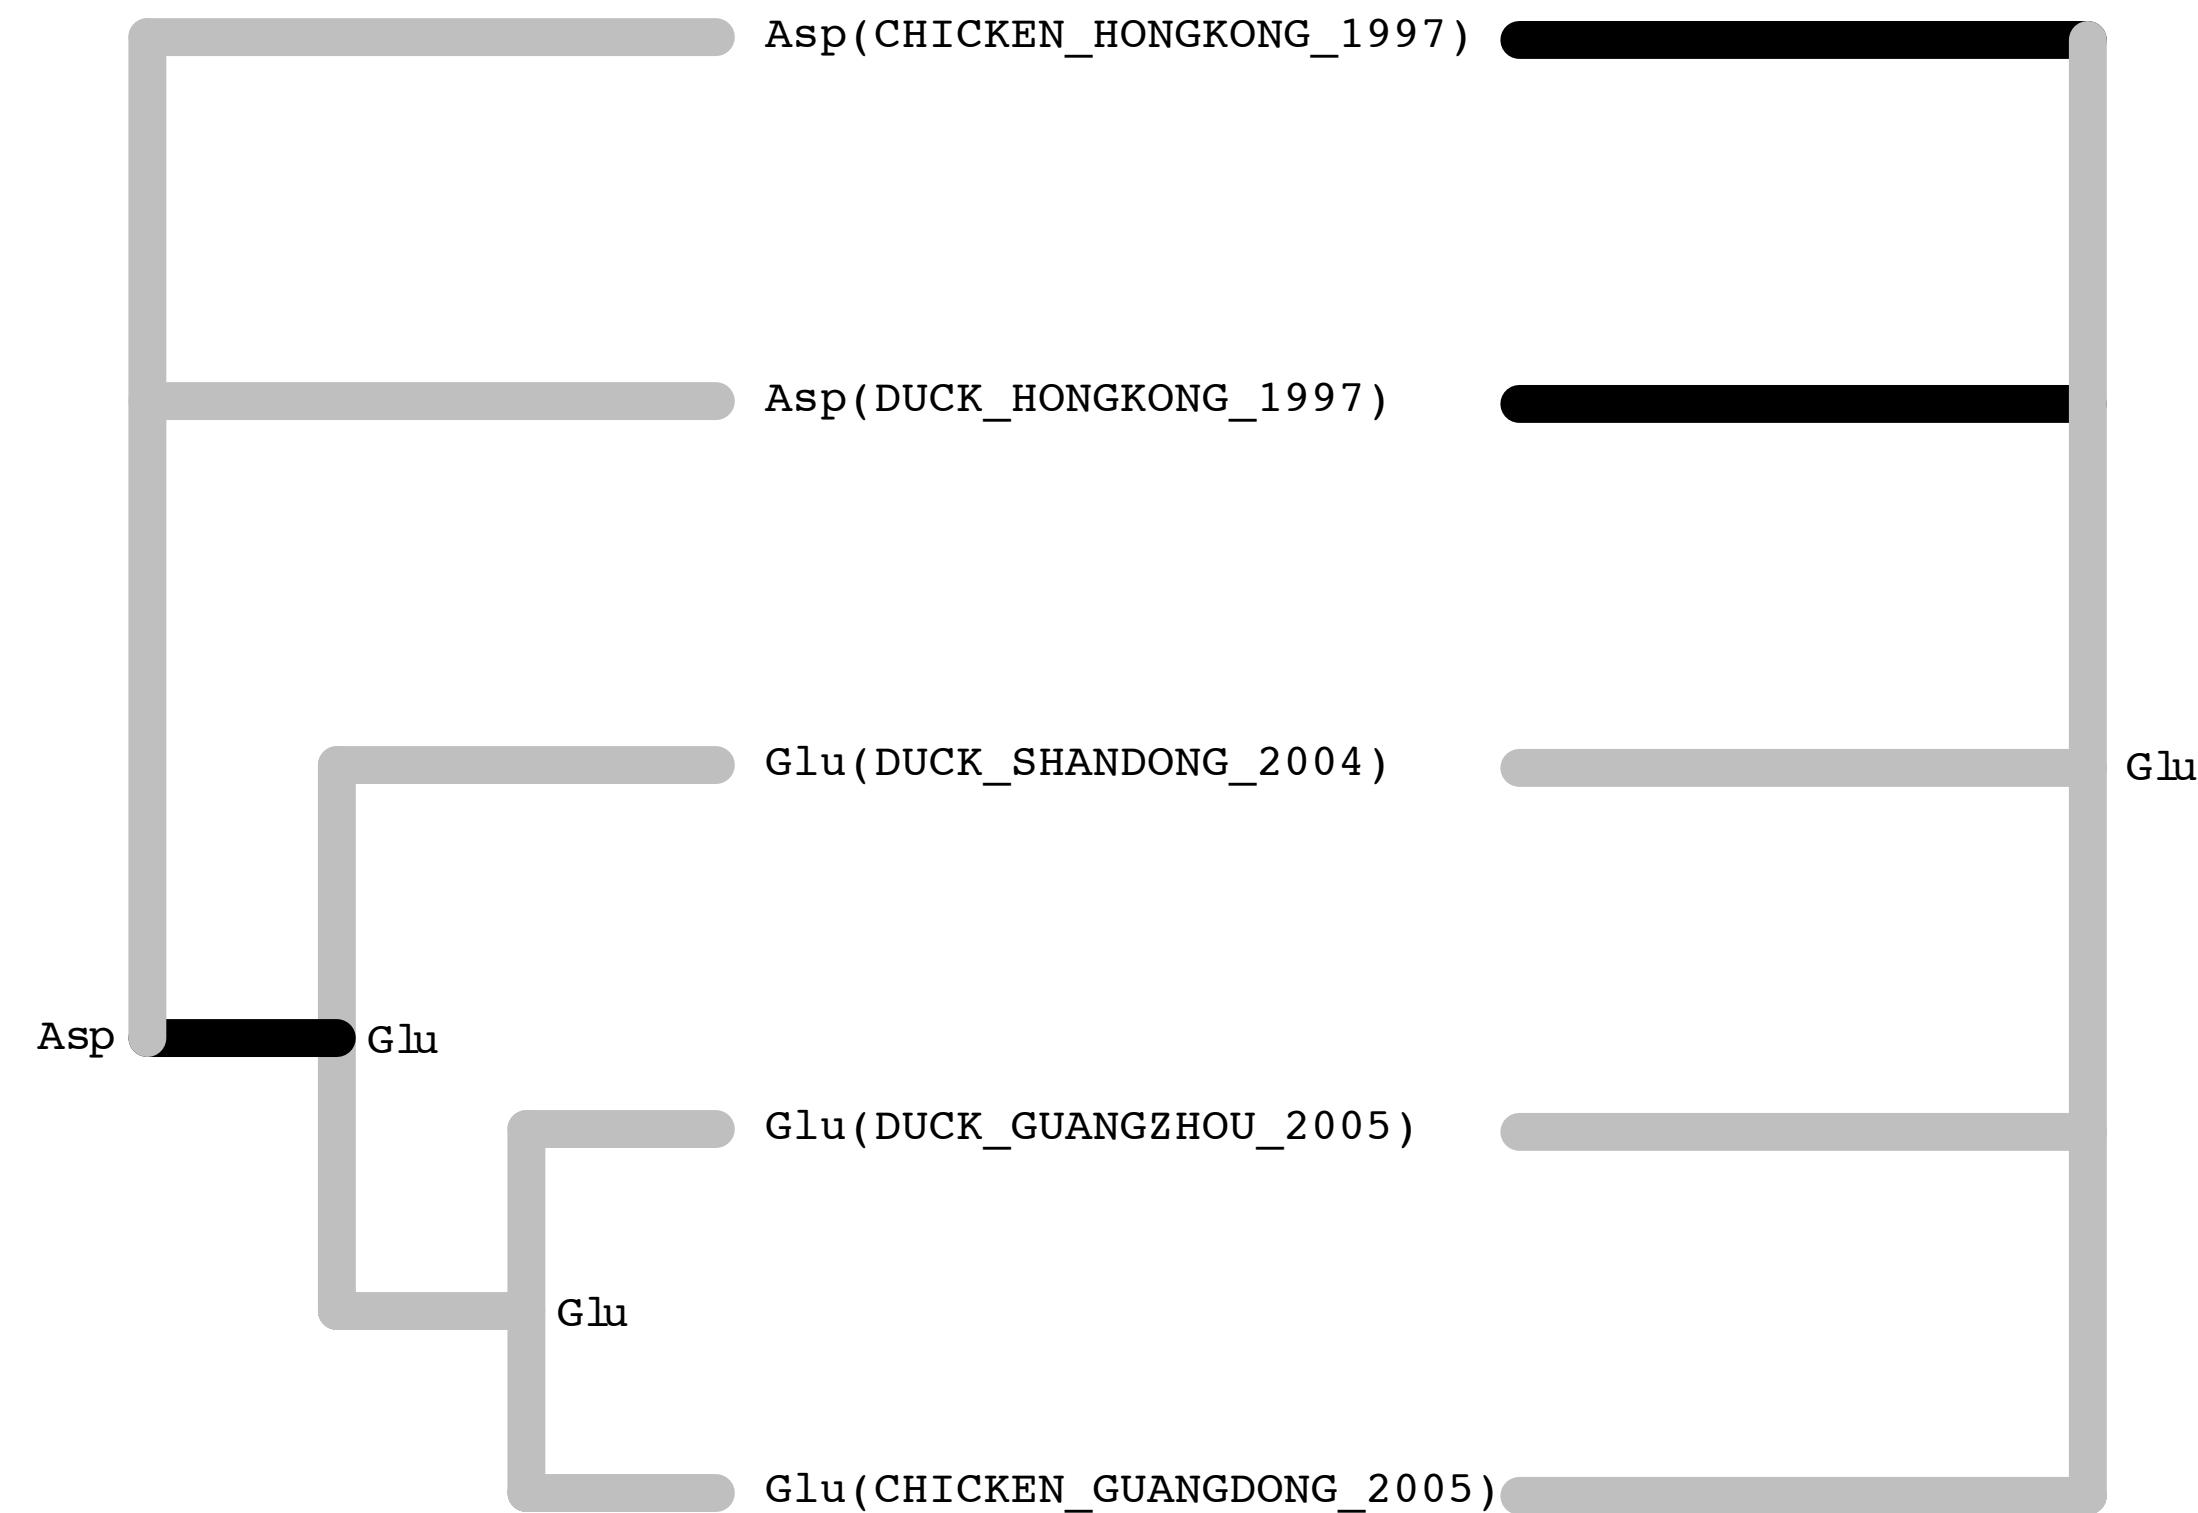 Asp(CHICKEN_HONGKONG_1997)
Asp(DUCK_HONGKONG_1997)
Glu(DUCK_SHANDONG_2004)
Glu
Asp
Glu
Glu(DUCK_GUANGZHOU_2005)
Glu
Glu(CHICKEN_GUANGDONG_2005)